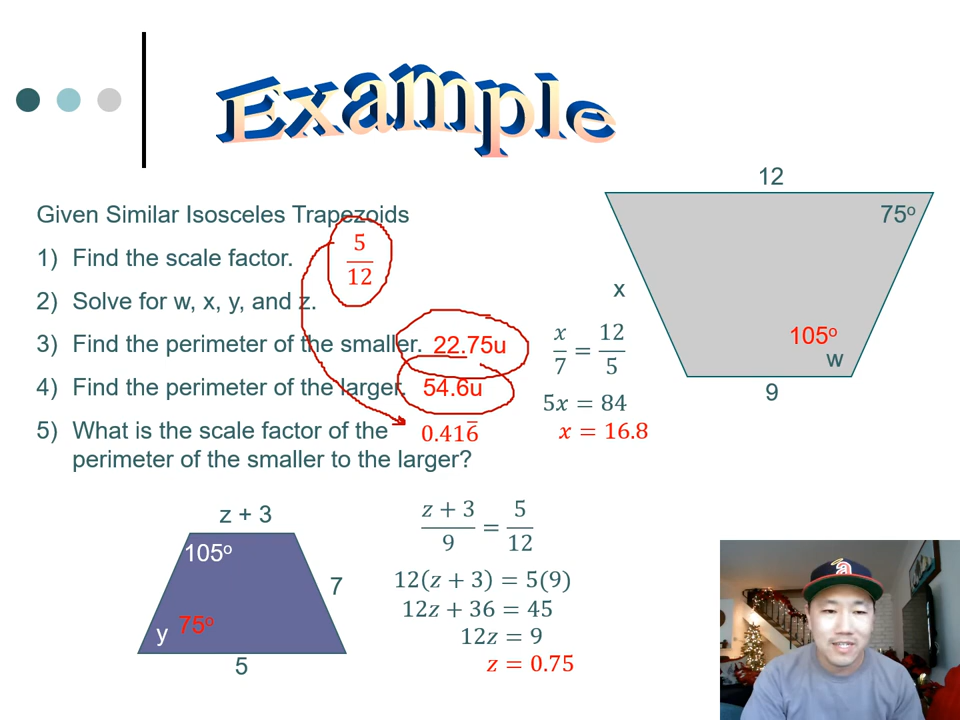 Example
Given Similar Isosceles Trapezoids
1) Find the scale factor. 5/12
2) Solve for w, x, y, and z.
3) Find the perimeter of the smaller. 22.75u
4) Find the perimeter of the larger. 54.6u
5) What is the scale factor of the
perimeter of the smaller to the larger?
0.416̅
12
75°
x
105°
w
9
x/7 = 12/5
5x = 84
x = 16.8
z + 3
105°
7
y 75°
5
(z + 3)/9 = 5/12
12(z + 3) = 5(9)
12z + 36 = 45
12z = 9
z = 0.75